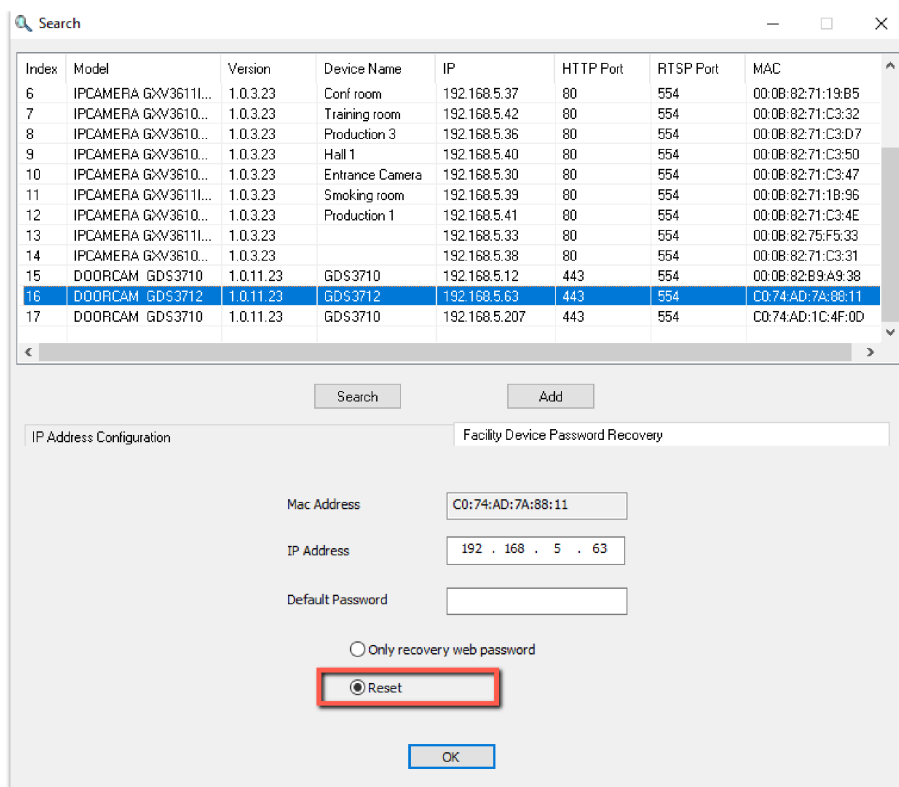 Search
Index Model Version Device Name IP HTTP Port RTSP Port MAC
6 IPCAMERA GXV3611I... 1.0.3.23 Conf room 192.168.5.37 80 554 00:0B:82:71:19:B5
7 IPCAMERA GXV3610... 1.0.3.23 Training room 192.168.5.42 80 554 00:0B:82:71:C3:32
8 IPCAMERA GXV3610... 1.0.3.23 Production 3 192.168.5.36 80 554 00:0B:82:71:C3:D7
9 IPCAMERA GXV3610... 1.0.3.23 Hall 1 192.168.5.40 80 554 00:0B:82:71:C3:50
10 IPCAMERA GXV3610... 1.0.3.23 Entrance Camera 192.168.5.30 80 554 00:0B:82:71:C3:47
11 IPCAMERA GXV3611I... 1.0.3.23 Smoking room 192.168.5.39 80 554 00:0B:82:71:1B:96
12 IPCAMERA GXV3610... 1.0.3.23 Production 1 192.168.5.41 80 554 00:0B:82:71:C3:4E
13 IPCAMERA GXV3611I... 1.0.3.23 192.168.5.33 80 554 00:0B:82:75:F5:33
14 IPCAMERA GXV3610... 1.0.3.23 192.168.5.38 80 554 00:0B:82:71:C3:31
15 DOORCAM GDS3710 1.0.11.23 GDS3710 192.168.5.12 443 554 00:0B:82:B9:A9:38
16 DOORCAM GDS3712 1.0.11.23 GDS3712 192.168.5.63 443 554 C0:74:AD:7A:88:11
17 DOORCAM GDS3710 1.0.11.23 GDS3710 192.168.5.207 443 554 C0:74:AD:1C:4F:0D
Search Add
IP Address Configuration Facility Device Password Recovery
Mac Address C0:74:AD:7A:88:11
IP Address 192 . 168 . 5 . 63
Default Password
Only recovery web password
Reset
OK